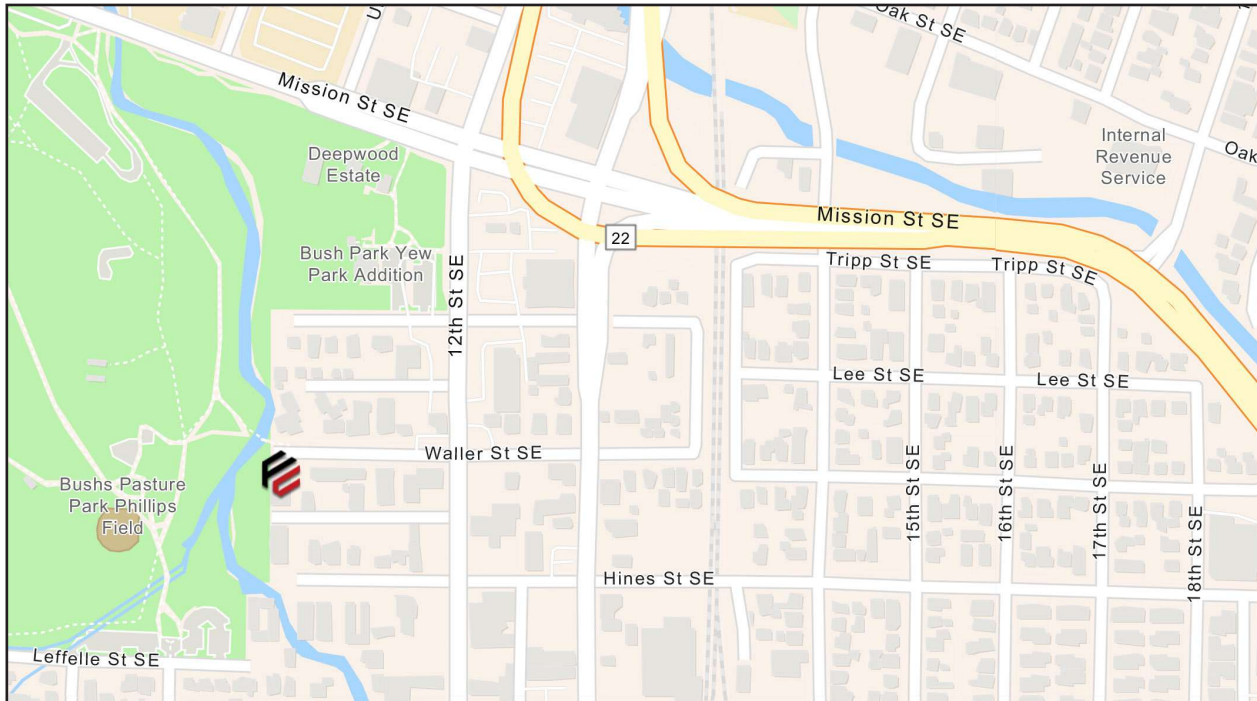 Oak St SE
Mission St SE
Internal
Revenue
Service
Oak
Deepwood
Estate
Mission St SE
22
Bush Park Yew
Park Addition
Tripp St SE
Tripp St SE
12th St SE
Lee St SE
Lee St SE
Waller St SE
15th St SE
16th St SE
17th St SE
18th St SE
Bushs Pasture
Park Phillips
Field
Hines St SE
Leffelle St SE